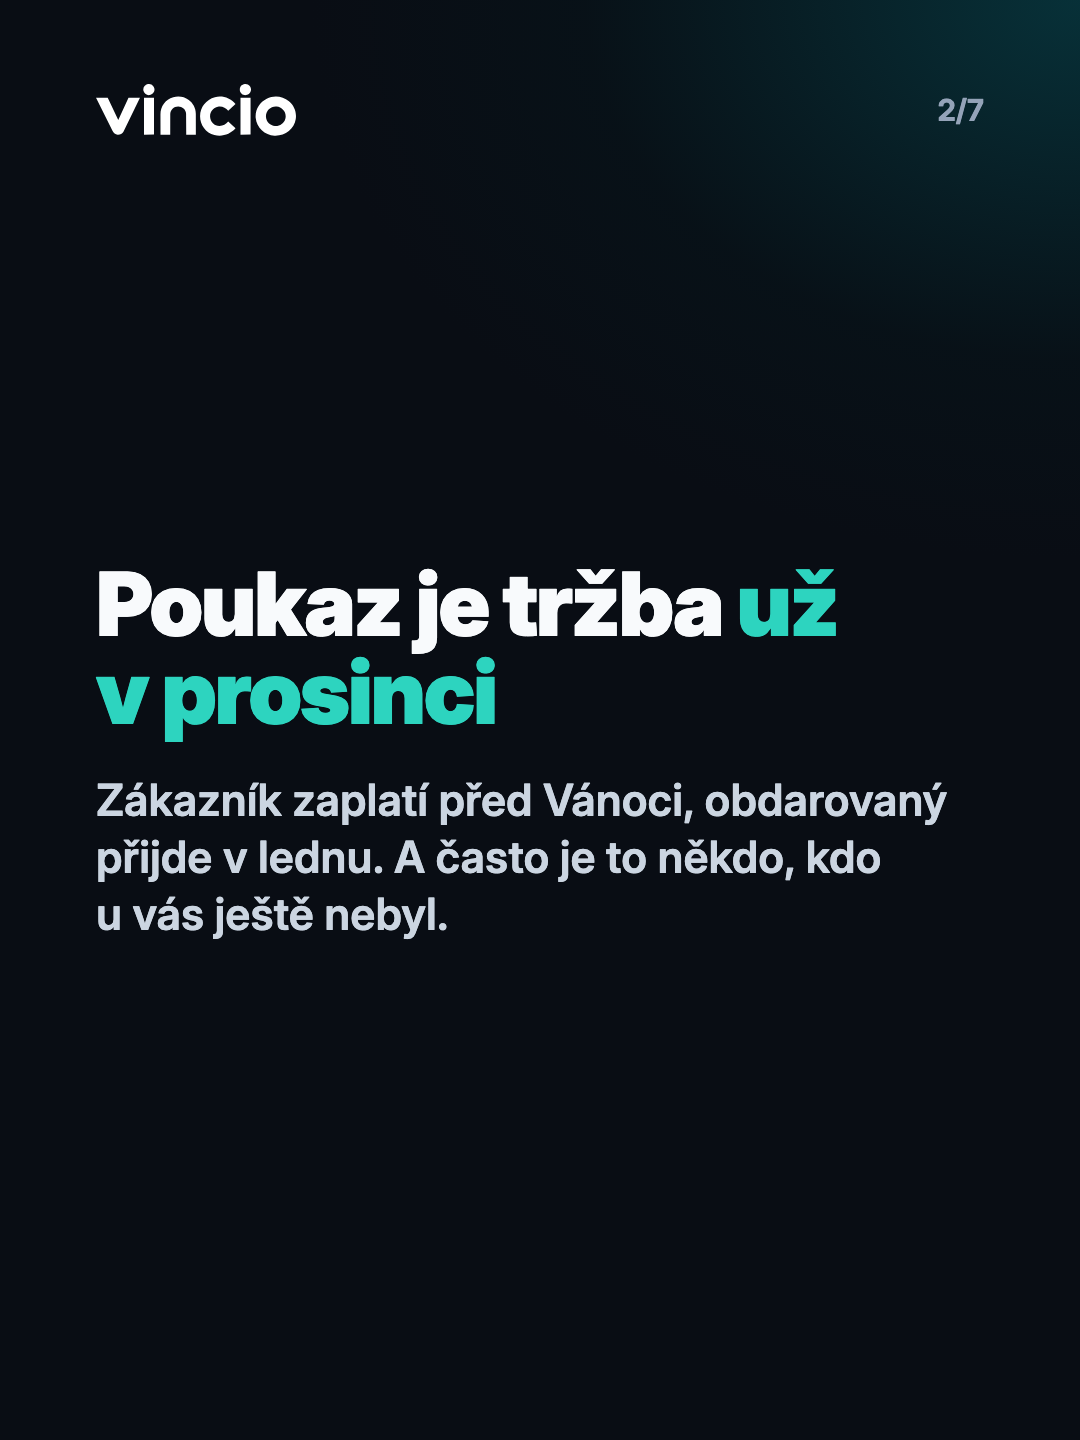 vincio
2/7
Poukaz je tržba už
v prosinci
Zákazník zaplatí před Vánoci, obdarovaný
přijde v lednu. A často je to někdo, kdo
u vás ještě nebyl.